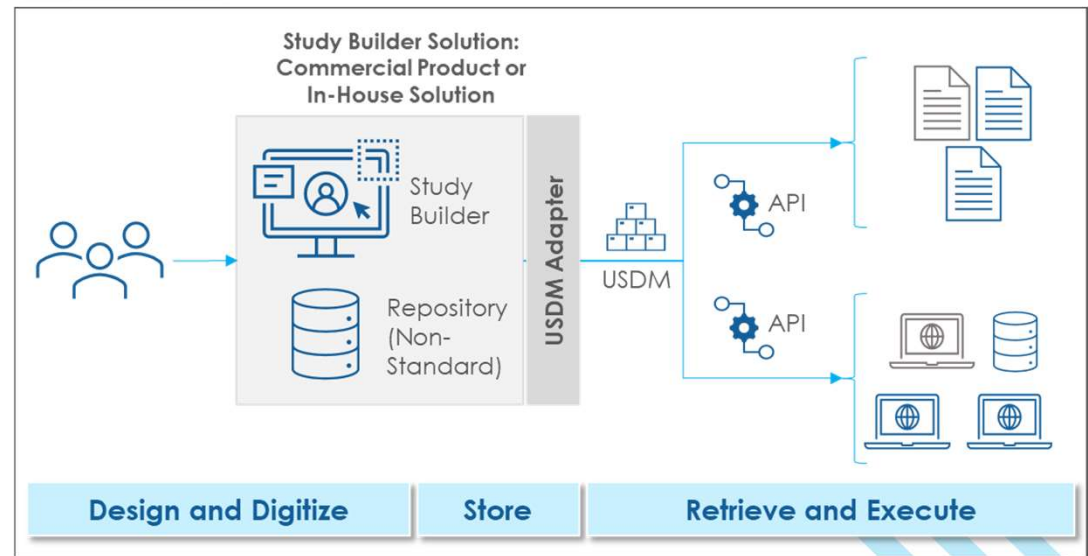 Study Builder Solution:
Commercial Product or
In-House Solution
Study
Builder
Repository
(Non-
Standard)
USDM Adapter
USDM
API
API
Design and Digitize
Store
Retrieve and Execute